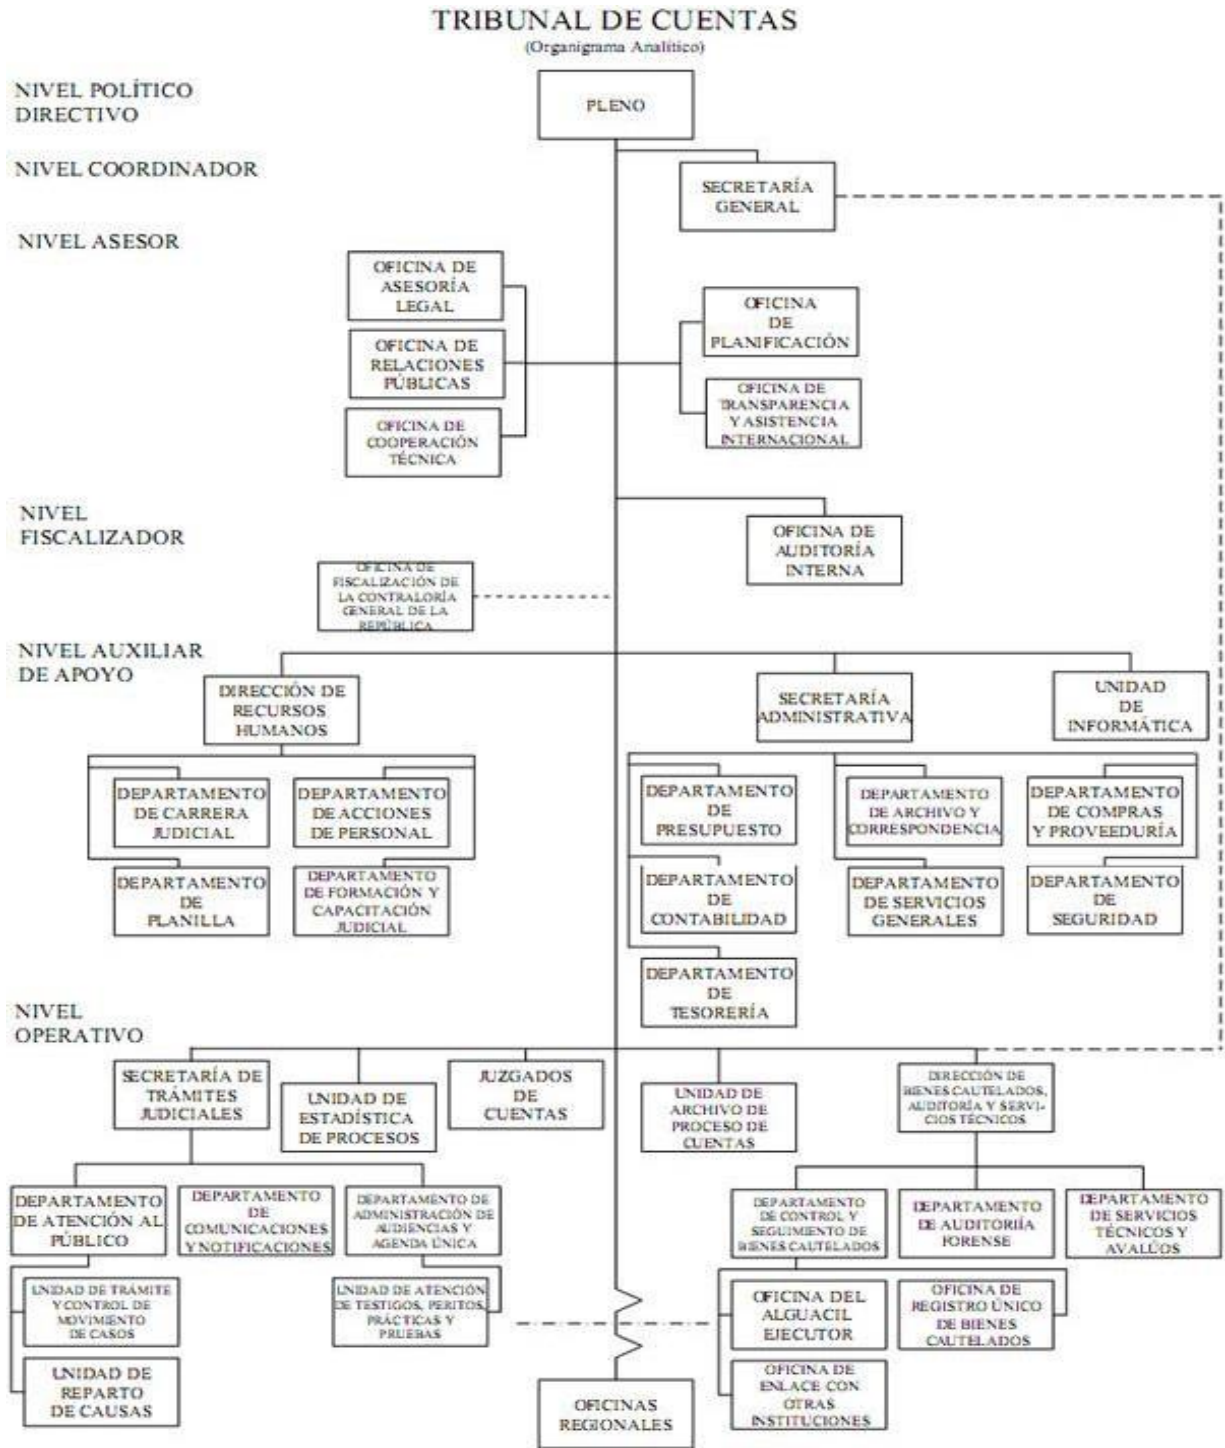 TRIBUNAL DE CUENTAS
(Organigrama Analítico)
NIVEL POLÍTICO
DIRECTIVO
PLENO
NIVEL COORDINADOR
SECRETARÍA
GENERAL
NIVEL ASESOR
OFICINA DE
ASESORÍA
LEGAL
OFICINA DE
RELACIONES
PÚBLICAS
OFICINA DE
COOPERACIÓN
TÉCNICA
OFICINA
DE
PLANIFICACIÓN
OFICINA DE
TRANSPARENCIA
Y ASISTENCIA
INTERNACIONAL
NIVEL
FISCALIZADOR
OFICINA DE
AUDITORÍA
INTERNA
OFICINA DE
FISCALIZACIÓN DE
LA CONTRALORÍA
GENERAL DE LA
REPÚBLICA
NIVEL AUXILIAR
DE APOYO
DIRECCIÓN DE
RECURSOS
HUMANOS
SECRETARÍA
ADMINISTRATIVA
UNIDAD
DE
INFORMÁTICA
DEPARTAMENTO
DE CARRERA
JUDICIAL
DEPARTAMENTO
DE ACCIONES
DE PERSONAL
DEPARTAMENTO
DE
PRESUPUESTO
DEPARTAMENTO
DE ARCHIVO Y
CORRESPONDENCIA
DEPARTAMENTO
DE COMPRAS
Y PROVEEDURÍA
DEPARTAMENTO
DE
PLANILLA
DEPARTAMENTO
DE FORMACIÓN Y
CAPACITACIÓN
JUDICIAL
DEPARTAMENTO
DE
CONTABILIDAD
DEPARTAMENTO
DE SERVICIOS
GENERALES
DEPARTAMENTO
DE
SEGURIDAD
DEPARTAMENTO
DE
TESORERÍA
NIVEL
OPERATIVO
SECRETARÍA DE
TRÁMITES
JUDICIALES
UNIDAD DE
ESTADÍSTICA
DE PROCESOS
JUZGADOS
DE
CUENTAS
UNIDAD DE
ARCHIVO DE
PROCESO DE
CUENTAS
DIRECCIÓN DE
BIENES CAUTELADOS,
AUDITORÍA Y SERVI-
CIOS TÉCNICOS
DEPARTAMENTO
DE ATENCIÓN AL
PÚBLICO
DEPARTAMENTO
DE
COMUNICACIONES
Y NOTIFICACIONES
DEPARTAMENTO DE
ADMINISTRACIÓN DE
AUDIENCIAS Y
AGENDA ÚNICA
DEPARTAMENTO
DE CONTROL Y
SEGUIMIENTO DE
BIENES CAUTELADOS
DEPARTAMENTO
DE AUDITORIÍA
FORENSE
DEPARTAMENTO
DE SERVICIOS
TÉCNICOS Y
AVALÚOS
UNIDAD DE TRÁMITE
Y CONTROL DE
MOVIMIENTO
DE CASOS
UNIDAD DE ATENCIÓN
DE TESTIGOS, PERITOS,
PRÁCTICAS Y
PRUEBAS
OFICINA DEL
ALGUACIL
EJECUTOR
OFICINA DE
REGISTRO ÚNICO
DE BIENES
CAUTELADOS
UNIDAD DE
REPARTO
DE CAUSAS
OFICINAS
REGIONALES
OFICINA DE
ENLACE CON
OTRAS
INSTITUCIONES